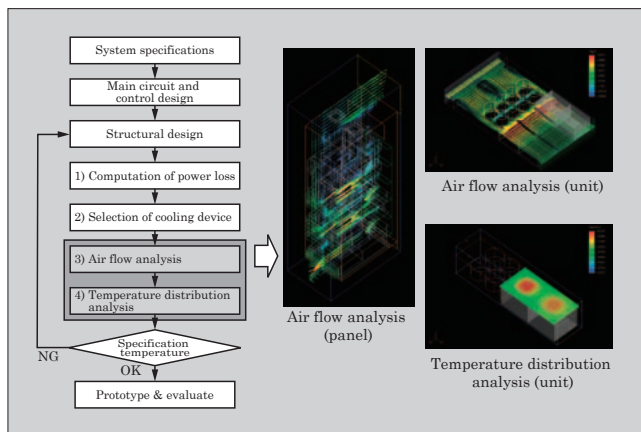 System specifications
Main circuit and
control design
Structural design
1) Computation of power loss
2) Selection of cooling device
3) Air flow analysis
4) Temperature distribution
analysis
Specification
temperature
NG
OK
Prototype & evaluate
Air flow analysis
(panel)
Air flow analysis (unit)
Temperature distribution
analysis (unit)